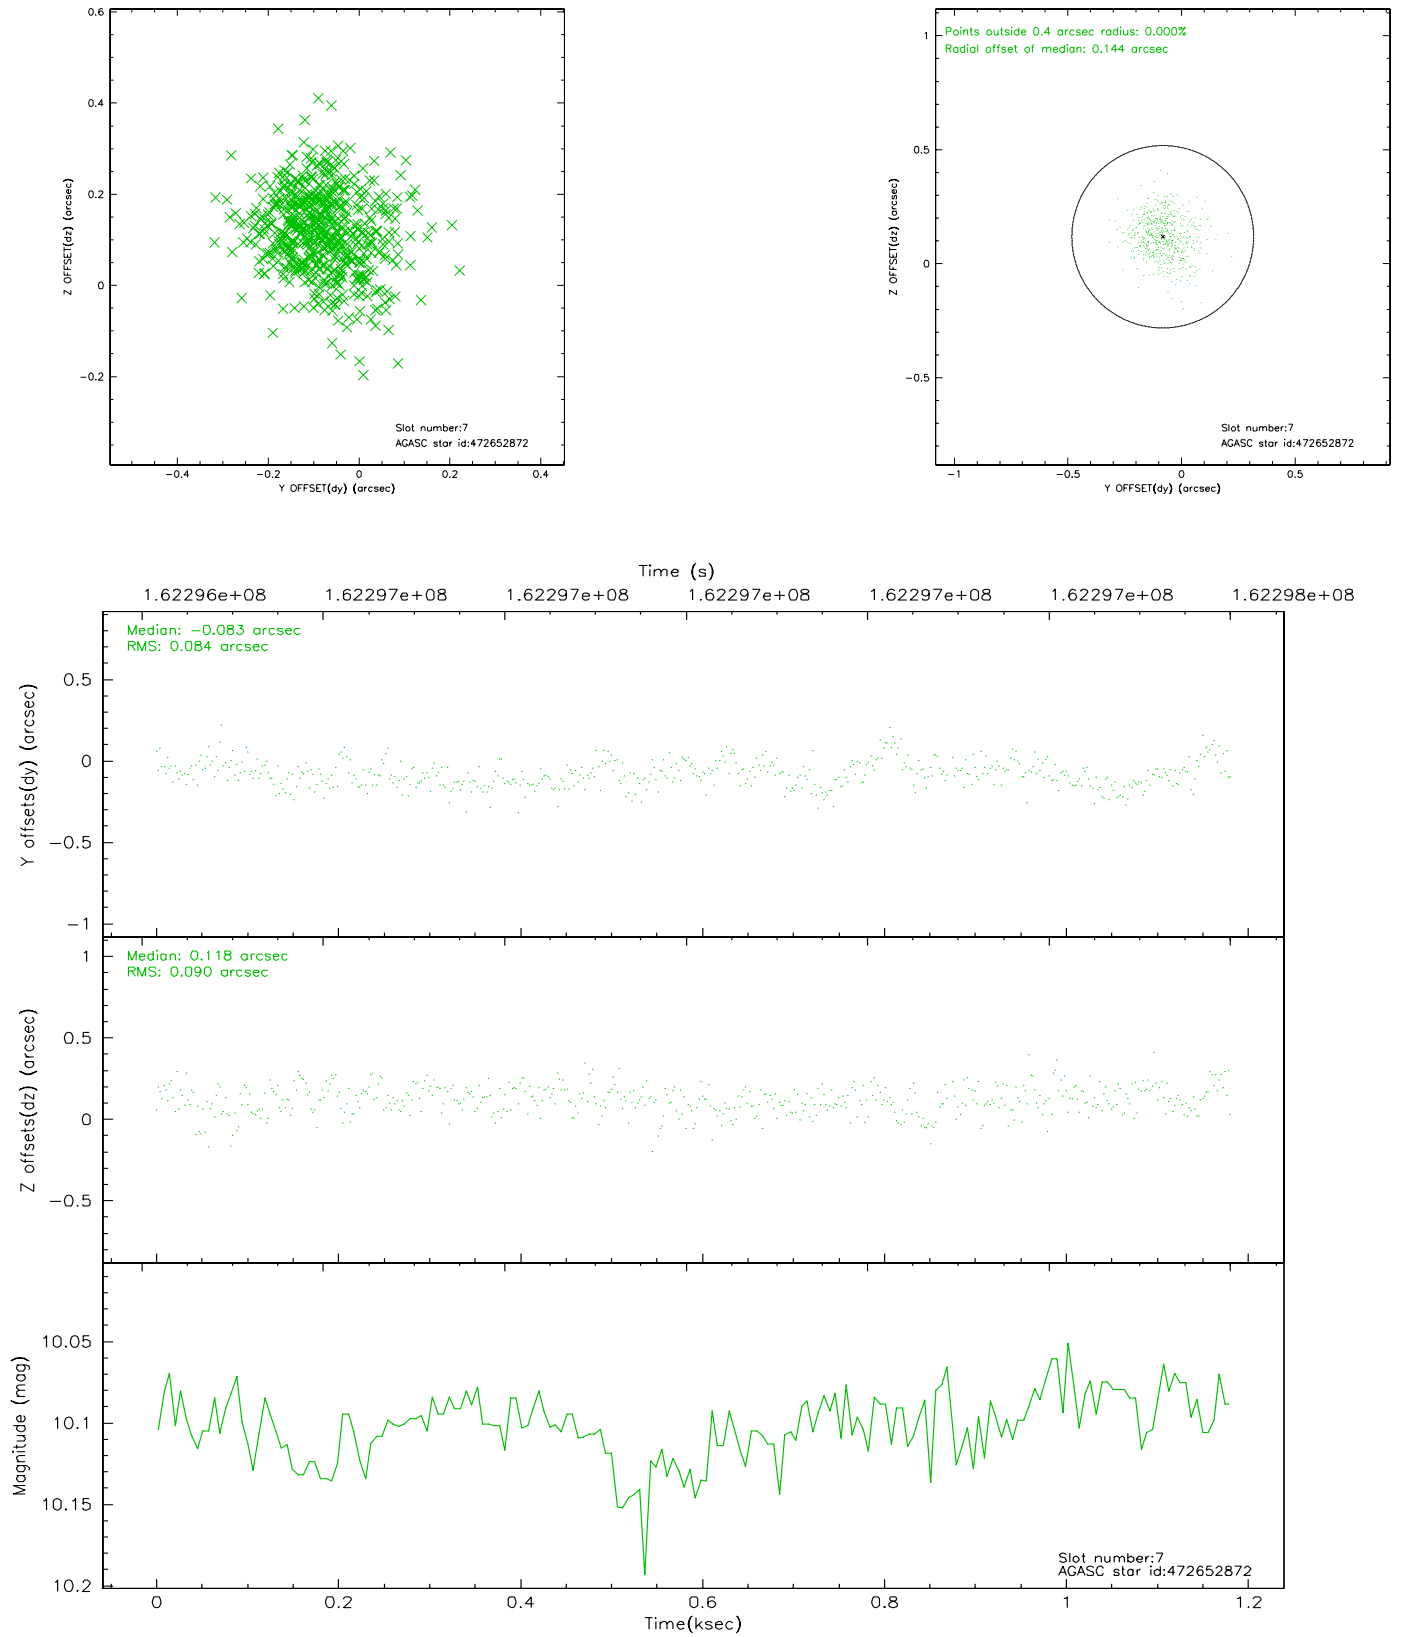 0.6
0.4
0.2
0
−0.2
Z OFFSET(dz) (arcsec)
−0.4
−0.2
0
0.2
0.4
Y OFFSET(dy) (arcsec)
Slot number:7
AGASC star id:472652872
Points outside 0.4 arcsec radius: 0.000%
Radial offset of median: 0.144 arcsec
1
0.5
0
−0.5
Z OFFSET(dz) (arcsec)
−1
−0.5
0
0.5
Y OFFSET(dy) (arcsec)
Slot number:7
AGASC star id:472652872
Time (s)
1.62296e+08
1.62297e+08
1.62297e+08
1.62297e+08
1.62297e+08
1.62297e+08
1.62298e+08
Median: −0.083 arcsec
RMS: 0.084 arcsec
0.5
0
−0.5
−1
Y offsets(dy) (arcsec)
Median: 0.118 arcsec
RMS: 0.090 arcsec
1
0.5
0
−0.5
Z offsets(dz) (arcsec)
10.05
10.1
10.15
10.2
Magnitude (mag)
Slot number:7
AGASC star id:472652872
0
0.2
0.4
0.6
0.8
1
1.2
Time(ksec)